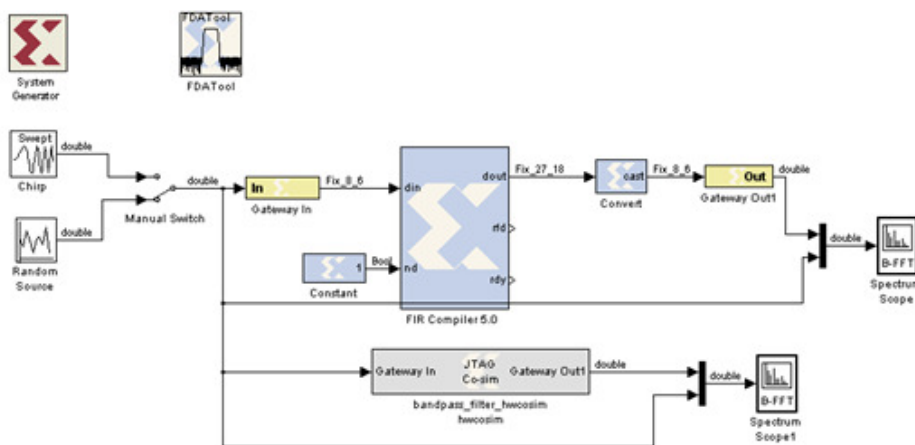 FDATool
System
Generator
FDATool
Swept
double
Chirp
double
Manual Switch
double
Random
Source
In
Fix_8_6
Gateway In
1
Bool
Constant
din
nd
dout
rfd
rdy
FIR Compiler 5.0
Fix_27_18
cast
Convert
Fix_8_6
Out
double
Gateway Out1
double
B-FFT
Spectrum
Scope
Gateway In
JTAG
Co-sim
Gateway Out1
double
bandpass_filter_hwcosim
hwcosim
double
B-FFT
Spectrum
Scope1